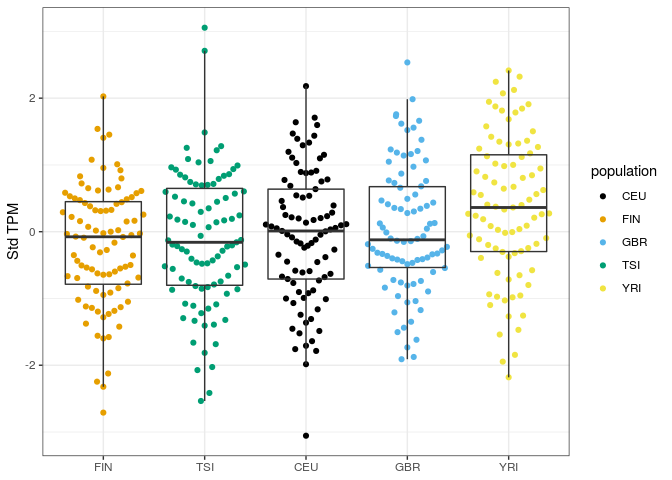 Std TPM
2
0
-2
FIN TSI CEU GBR YRI
population
CEU
FIN
GBR
TSI
YRI